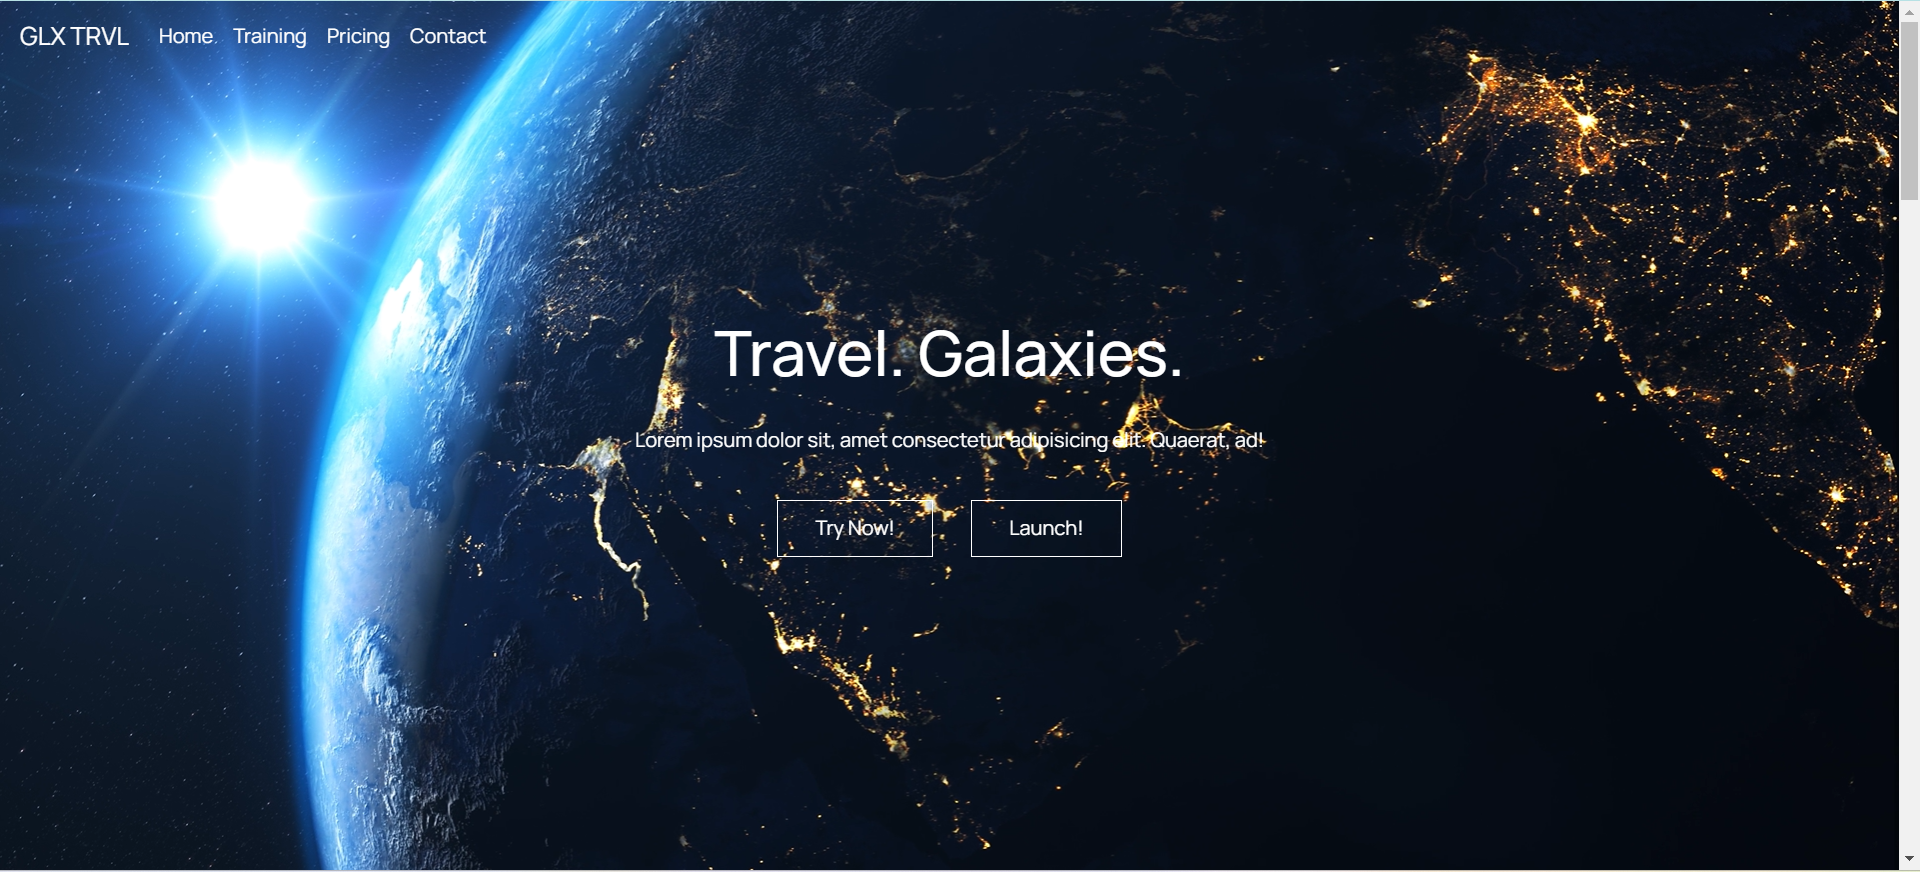 GLX TRVL Home Training Pricing Contact
Travel. Galaxies.
Lorem ipsum dolor sit, amet consectetur adipisicing elit. Quaerat, ad!
Try Now! Launch!